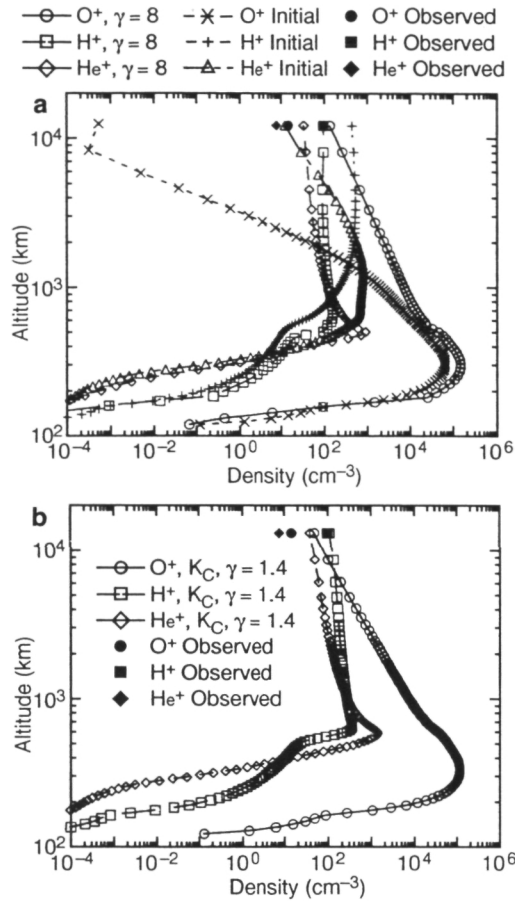 O+, γ = 8 O+ Initial O+ Observed
H+, γ = 8 H+ Initial H+ Observed
He+, γ = 8 He+ Initial He+ Observed
a
10⁴
10³
10²
Altitude (km)
10⁻⁴ 10⁻² 10⁰ 10² 10⁴ 10⁶
Density (cm⁻³)
b
10⁴
10³
10²
Altitude (km)
O+, K_C, γ = 1.4
H+, K_C, γ = 1.4
He+, K_C, γ = 1.4
O+ Observed
H+ Observed
He+ Observed
10⁻⁴ 10⁻² 10⁰ 10² 10⁴ 10⁶
Density (cm⁻³)